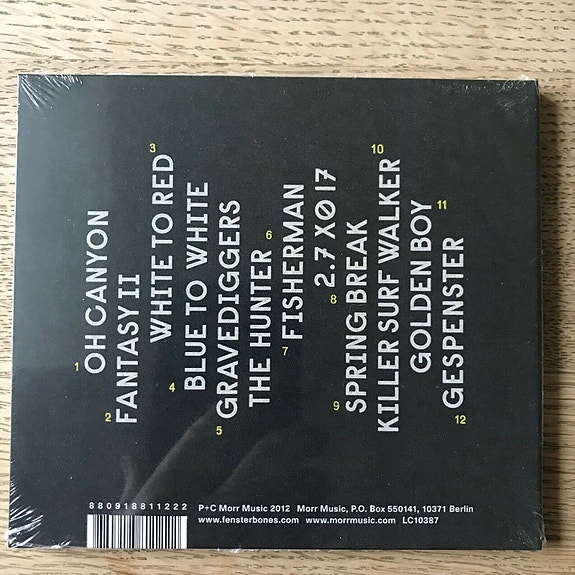 1 OH CANYON
2 FANTASY II
3 WHITE TO RED
4 BLUE TO WHITE
5 GRAVEDIGGERS
6 THE HUNTER
7 FISHERMAN
8 2.7 X0 17
9 SPRING BREAK
10 KILLER SURF WALKER
11 GOLDEN BOY
12 GESPENSTER
880918811222
P+C Morr Music 2012 Morr Music, P.O. Box 550141, 10371 Berlin
www.fensterbones.com www.morrmusic.com LC10387